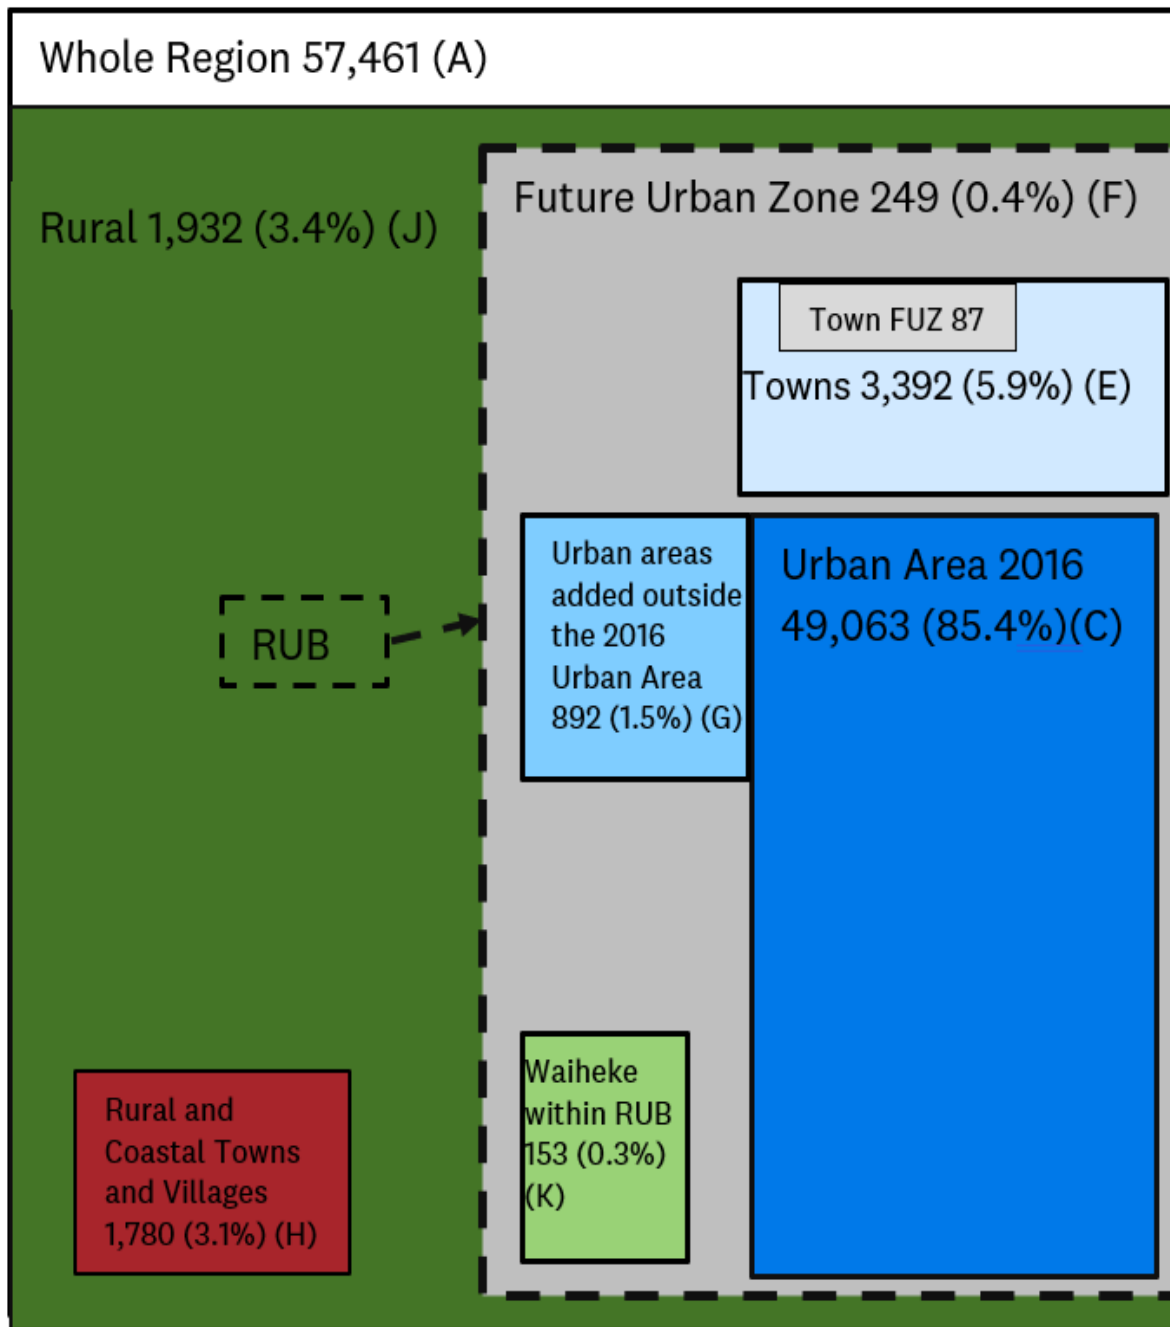 Whole Region 57,461 (A)
Rural 1,932 (3.4%) (J)
Future Urban Zone 249 (0.4%) (F)
Town FUZ 87
Towns 3,392 (5.9%) (E)
Urban areas
added outside
the 2016
Urban Area
892 (1.5%) (G)
Urban Area 2016
49,063 (85.4%)(C)
RUB
Waiheke
within RUB
153 (0.3%)
(K)
Rural and
Coastal Towns
and Villages
1,780 (3.1%) (H)